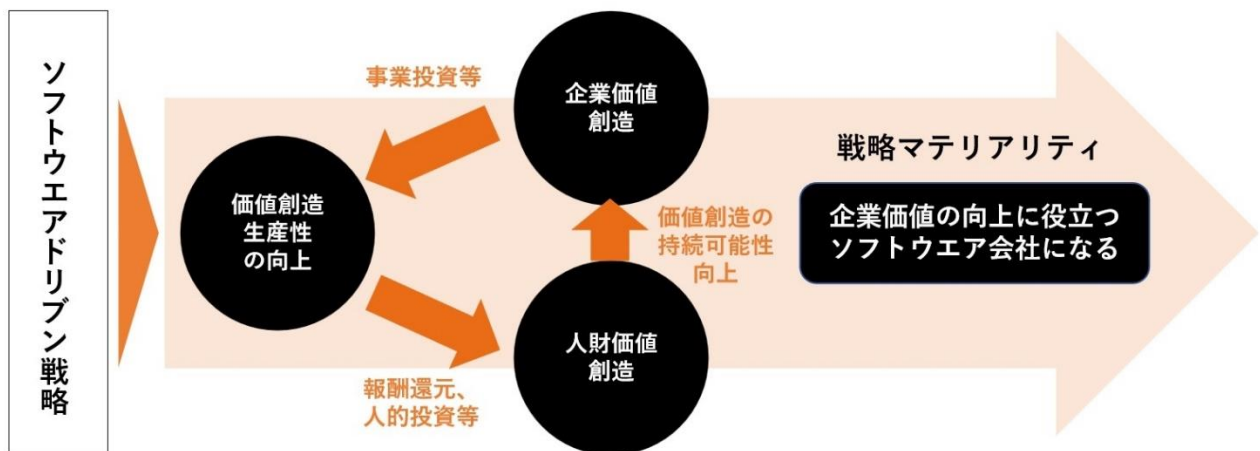 ソフトウエアドリブン戦略
事業投資等
企業価値
創造
価値創造
生産性
の向上
価値創造の
持続可能性
向上
報酬還元、
人的投資等
人財価値
創造
戦略マテリアリティ
企業価値の向上に役立つ
ソフトウエア会社になる